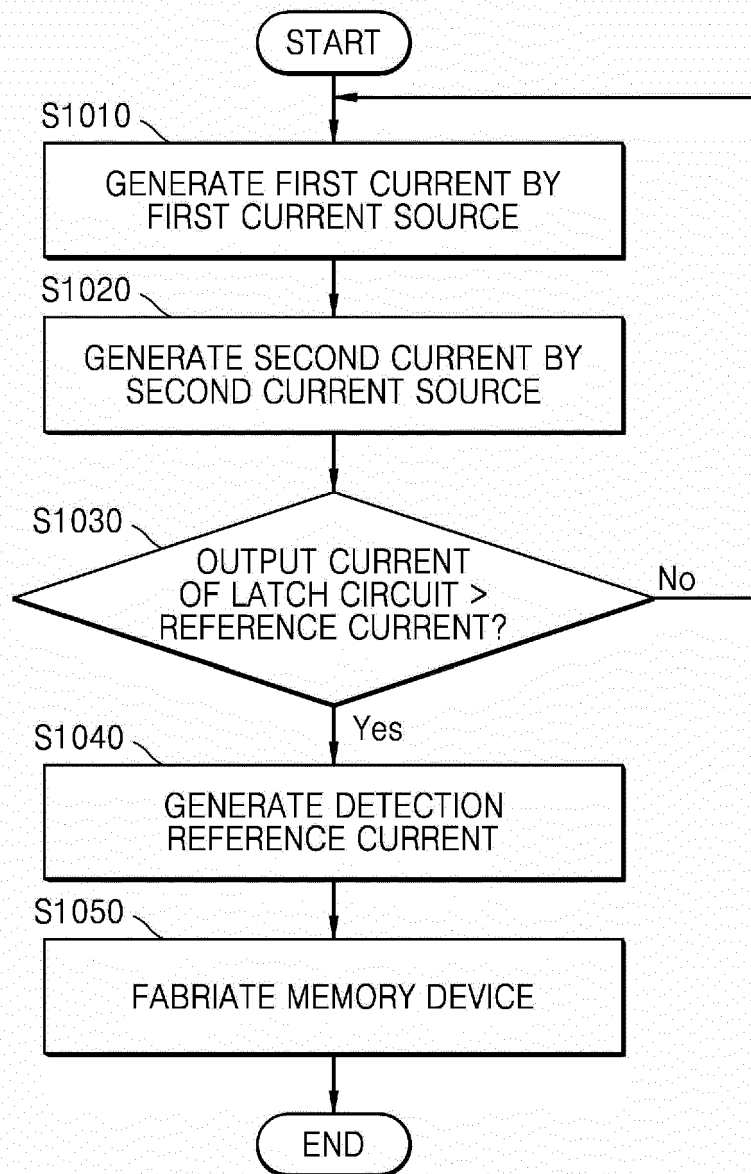 START
S1010
GENERATE FIRST CURRENT BY
FIRST CURRENT SOURCE
S1020
GENERATE SECOND CURRENT BY
SECOND CURRENT SOURCE
S1030
OUTPUT CURRENT
OF LATCH CIRCUIT >
REFERENCE CURRENT?
No
Yes
S1040
GENERATE DETECTION
REFERENCE CURRENT
S1050
FABRIATE MEMORY DEVICE
END